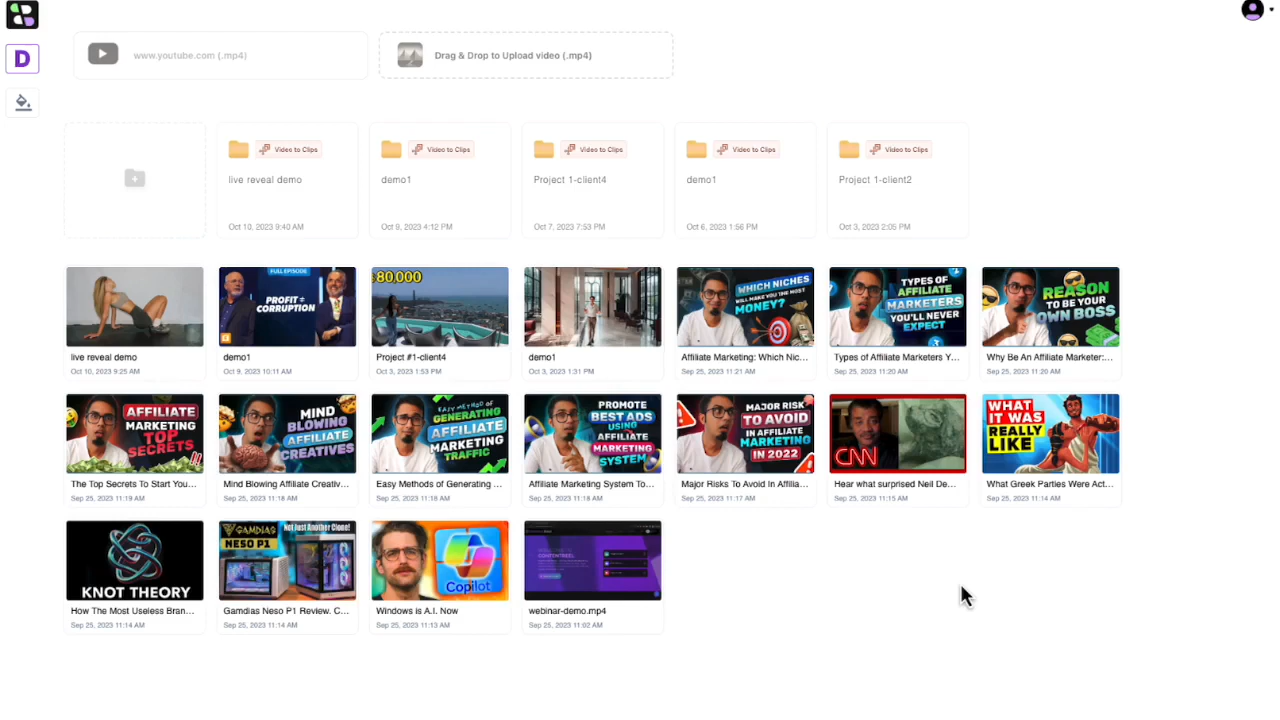 D
www.youtube.com (.mp4)
Drag & Drop to Upload video (.mp4)
Video to Clips
Video to Clips
Video to Clips
Video to Clips
Video to Clips
live reveal demo
demo1
Project 1-client4
demo1
Project 1-client2
Oct 10, 2023 9:40 AM
Oct 9, 2023 4:12 PM
Oct 7, 2023 7:53 PM
Oct 6, 2023 1:56 PM
Oct 3, 2023 2:05 PM
FULL EPISODE
PROFIT =
CORRUPTION
80,000
WHICH NICHES
WILL MAKE YOU THE MOST
MONEY?
TYPES OF
AFFILIATE
MARKETERS
YOU'LL NEVER
EXPECT
REASON
TO BE YOUR
OWN BOSS
live reveal demo
demo1
Project #1-client4
demo1
Affiliate Marketing: Which Nic...
Types of Affiliate Marketers Y...
Why Be An Affiliate Marketer:...
Oct 10, 2023 9:25 AM
Oct 9, 2023 10:11 AM
Oct 3, 2023 1:53 PM
Oct 3, 2023 1:31 PM
Sep 25, 2023 11:21 AM
Sep 25, 2023 11:20 AM
Sep 25, 2023 11:20 AM
AFFILIATE
MARKETING
TOP
SECRETS
MIND
BLOWING
AFFILIATE
CREATIVES
EASY METHOD OF
GENERATING
AFFILIATE
MARKETING
TRAFFIC
PROMOTE
BEST ADS
USING
AFFILIATE
MARKETING
SYSTEM
MAJOR RISK
TO AVOID
IN AFFILIATE
MARKETING
IN 2022
CNN
WHAT
IT WAS
REALLY
LIKE
The Top Secrets To Start You...
Mind Blowing Affiliate Creativ...
Easy Methods of Generating ...
Affiliate Marketing System To...
Major Risks To Avoid In Affilia...
Hear what surprised Neil De...
What Greek Parties Were Act...
Sep 25, 2023 11:19 AM
Sep 25, 2023 11:18 AM
Sep 25, 2023 11:18 AM
Sep 25, 2023 11:18 AM
Sep 25, 2023 11:17 AM
Sep 25, 2023 11:15 AM
Sep 25, 2023 11:14 AM
KNOT THEORY
GAMDIAS
NESO P1
Not Just Another Clone!
Copilot
How The Most Useless Bran...
Gamdias Neso P1 Review. C...
Windows is A.I. Now
webinar-demo.mp4
Sep 25, 2023 11:14 AM
Sep 25, 2023 11:14 AM
Sep 25, 2023 11:13 AM
Sep 25, 2023 11:02 AM